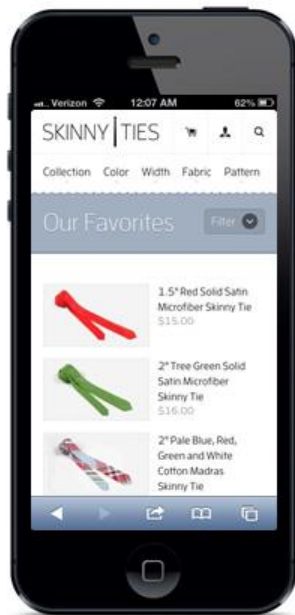 Verizon 12:07 AM 62%
SKINNY TIES
Collection Color Width Fabric Pattern
Our Favorites Filter
1.5" Red Solid Satin
Microfiber Skinny Tie
$15.00
2" Tree Green Solid
Satin Microfiber
Skinny Tie
$16.00
2" Pale Blue, Red,
Green and White
Cotton Madras
Skinny Tie